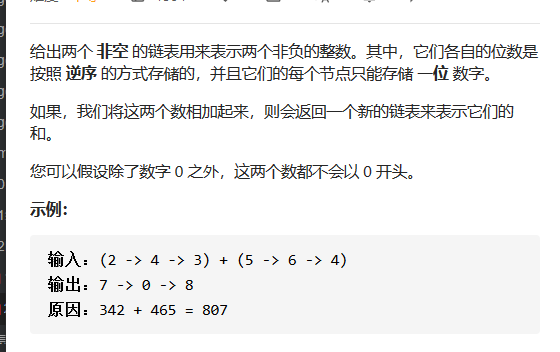 给出两个 非空 的链表用来表示两个非负的整数。其中，它们各自的位数是
按照 逆序 的方式存储的，并且它们的每个节点只能存储 一位 数字。
如果，我们将这两个数相加起来，则会返回一个新的链表来表示它们的
和。
您可以假设除了数字 0 之外，这两个数都不会以 0 开头。
示例：
输入：(2 -> 4 -> 3) + (5 -> 6 -> 4)
输出：7 -> 0 -> 8
原因：342 + 465 = 807